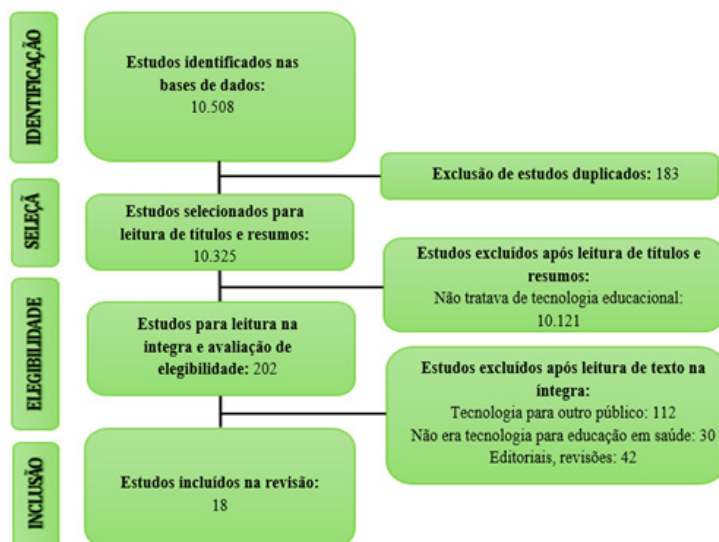 IDENTIFICAÇÃO
Estudos identificados nas
bases de dados:
10.508
Exclusão de estudos duplicados: 183
SELEÇÃ
Estudos selecionados para
leitura de títulos e resumos:
10.325
Estudos excluídos após leitura de títulos e
resumos:
Não tratava de tecnologia educacional:
10.121
ELEGIBILIDADE
Estudos para leitura na
íntegra e avaliação de
elegibilidade: 202
Estudos excluídos após leitura de texto na
íntegra:
Tecnologia para outro público: 112
Não era tecnologia para educação em saúde: 30
Editoriais, revisões: 42
INCLUSÃO
Estudos incluídos na revisão:
18